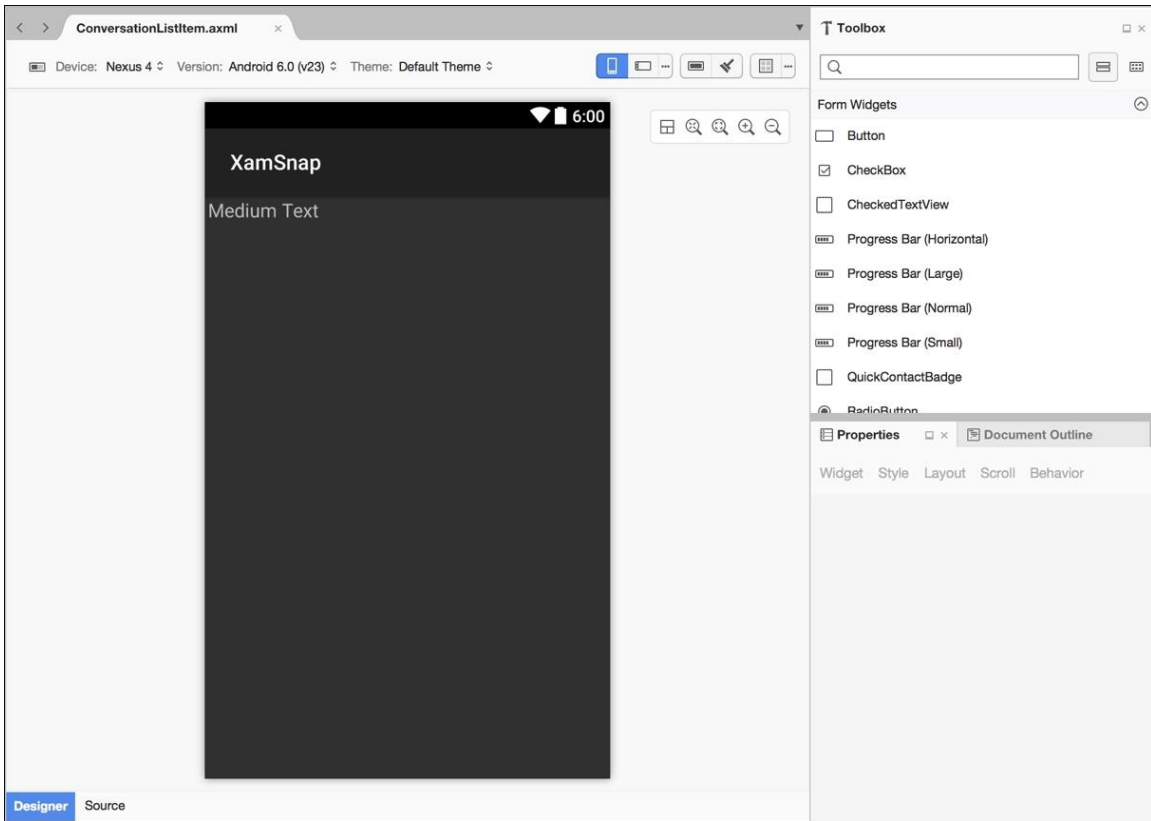 ConversationListItem.axml
Device: Nexus 4 Version: Android 6.0 (v23) Theme: Default Theme
6:00
XamSnap
Medium Text
Designer Source
Toolbox
Form Widgets
Button
CheckBox
CheckedTextView
Progress Bar (Horizontal)
Progress Bar (Large)
Progress Bar (Normal)
Progress Bar (Small)
QuickContactBadge
RadioButton
Properties Document Outline
Widget Style Layout Scroll Behavior